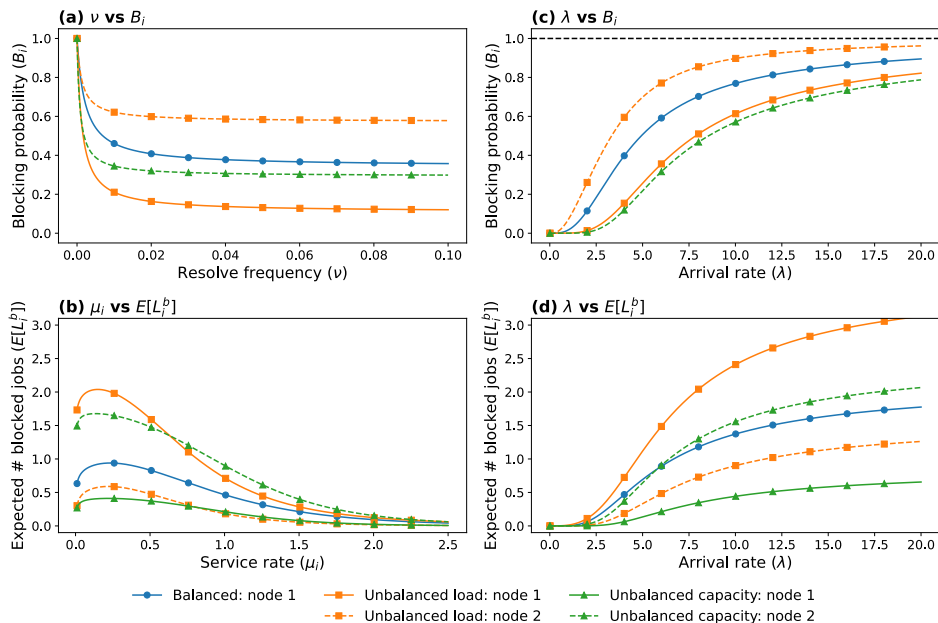 (a) ν vs B_i
Blocking probability (B_i)
1.0
0.8
0.6
0.4
0.2
0.0
0.00 0.02 0.04 0.06 0.08 0.10
Resolve frequency (ν)
(c) λ vs B_i
Blocking probability (B_i)
1.0
0.8
0.6
0.4
0.2
0.0
0.0 2.5 5.0 7.5 10.0 12.5 15.0 17.5 20.0
Arrival rate (λ)
(b) μ_i vs E[L_i^b]
Expected # blocked jobs (E[L_i^b])
3.0
2.5
2.0
1.5
1.0
0.5
0.0
0.0 0.5 1.0 1.5 2.0 2.5
Service rate (μ_i)
(d) λ vs E[L_i^b]
Expected # blocked jobs (E[L_i^b])
3.0
2.5
2.0
1.5
1.0
0.5
0.0
0.0 2.5 5.0 7.5 10.0 12.5 15.0 17.5 20.0
Arrival rate (λ)
Balanced: node 1 Unbalanced load: node 1 Unbalanced capacity: node 1
Unbalanced load: node 2 Unbalanced capacity: node 2